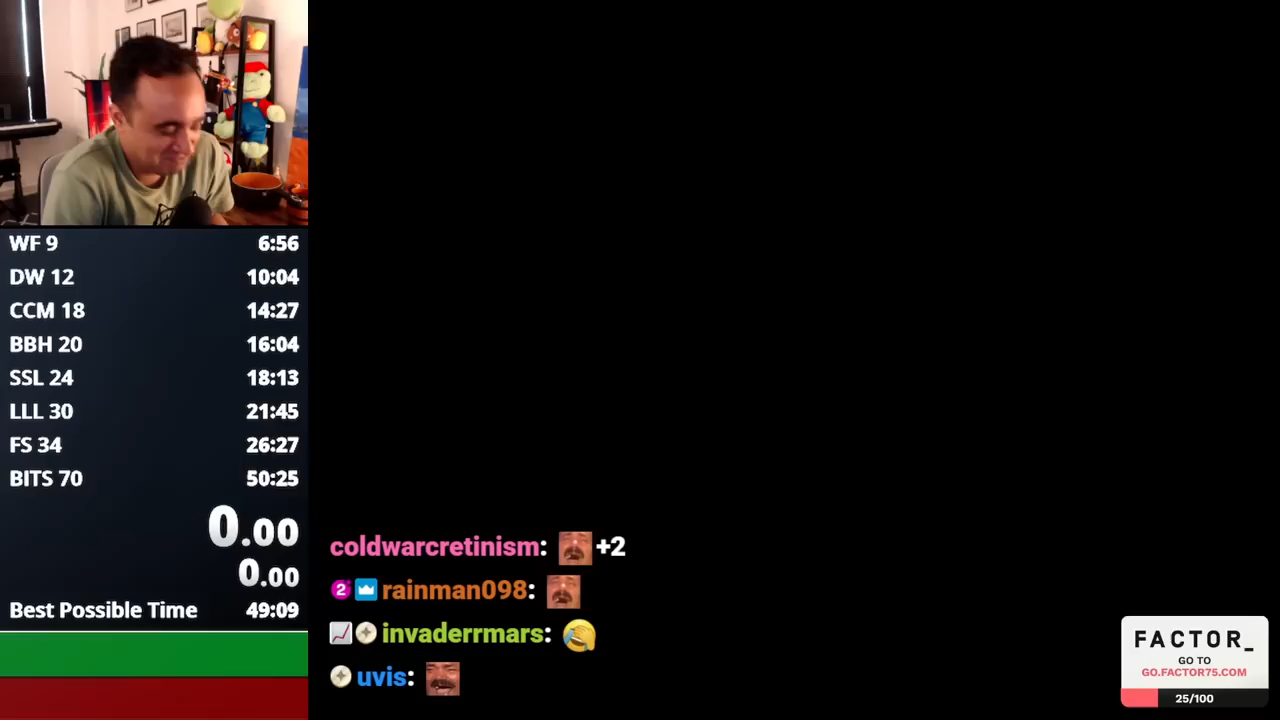 WF 9 6:56
DW 12 10:04
CCM 18 14:27
BBH 20 16:04
SSL 24 18:13
LLL 30 21:45
FS 34 26:27
BITS 70 50:25
0.00
0.00
Best Possible Time 49:09
coldwarcretinism: +2
2 rainman098:
invaderrmars:
uvis:
FACTOR_
GO TO
GO.FACTOR75.COM
25/100